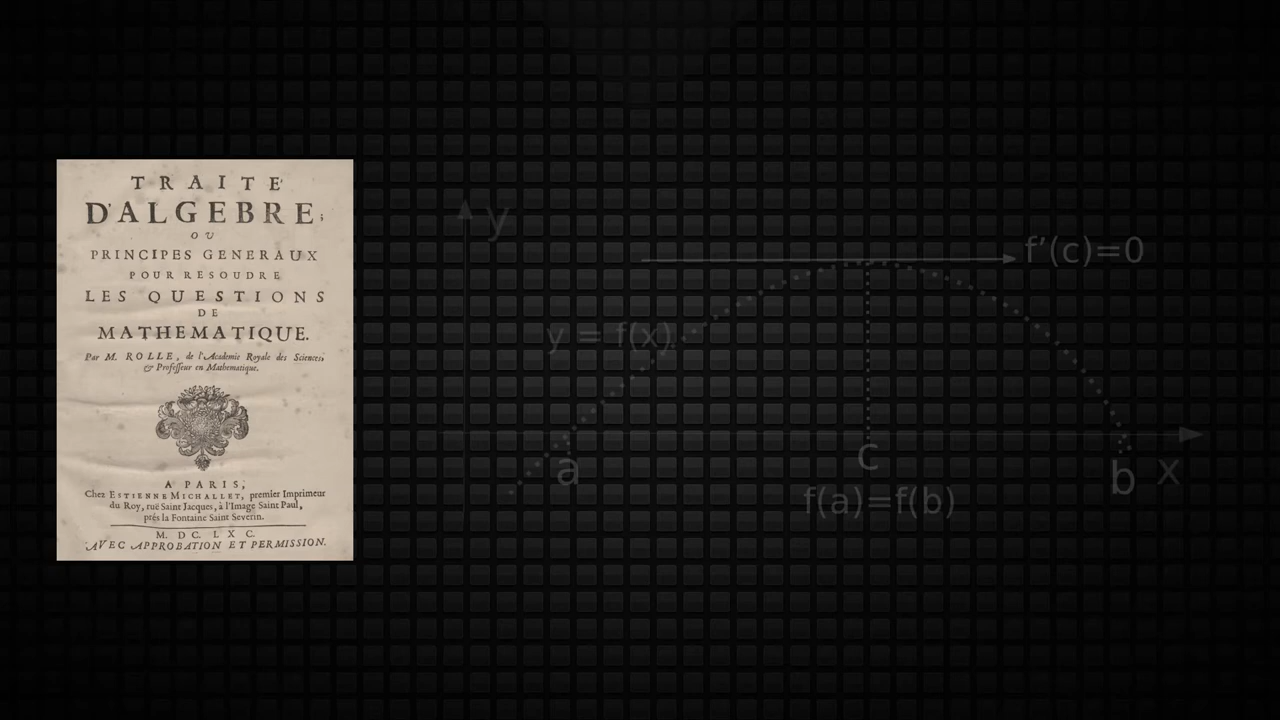 TRAITE'
D'ALGEBRE;
OU
PRINCIPES GENERAUX
POUR RESOUDRE
LES QUESTIONS
DE
MATHEMATIQUE.
Par M. ROLLE, de l'Academie Royale des Sciences,
& Professeur en Mathematique.
A PARIS,
Chez ESTIENNE MICHALLET, premier Imprimeur
du Roy, ruë Saint Jacques, à l'Image Saint Paul,
prés la Fontaine Saint Severin.
M. DC. LXC.
AVEC APPROBATION ET PERMISSION.
y
f'(c)=0
y = f(x)
a
c
b
x
f(a)=f(b)